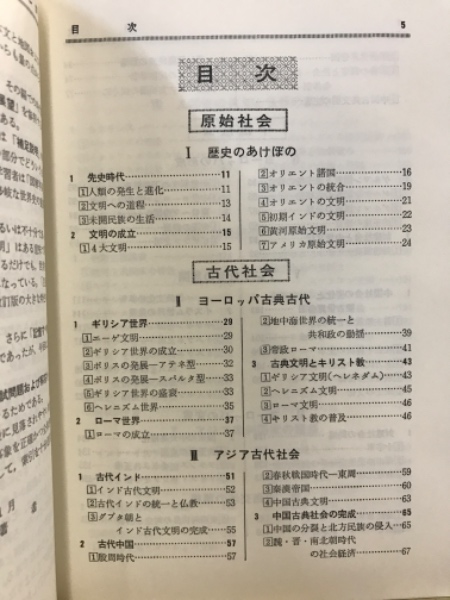 目 次 5
目 次
原始社会
Ⅰ 歴史のあけぼの
1 先史時代 11
1 人類の発生と進化 11
2 文明への道程 13
3 未開民族の生活 14
2 文明の成立 15
1 4大文明 15
2 オリエント諸国 16
3 オリエントの統合 19
4 オリエントの文明 21
5 初期インドの文明 22
6 黄河原始文明 23
7 アメリカ原始文明 24
古代社会
Ⅱ ヨーロッパ古典古代
1 ギリシア世界 29
1 エーゲ文明 29
2 ギリシア世界の成立 30
3 ポリスの発展―アテネ型 31
4 ポリスの発展―スパルタ型 33
5 ギリシア世界の盛衰 33
6 ヘレニズム世界 35
2 ローマ世界 37
1 ローマの成立 37
2 地中海世界の統一と
共和政の動揺 39
3 帝政ローマ 41
3 古典文明とキリスト教 43
1 ギリシア文明(ヘレネダム) 43
2 ヘレニズム文明 45
3 ローマ文明 46
4 キリスト教の普及 46
Ⅲ アジア古代社会
1 古代インド 51
1 インド古代文明 52
2 古代インドの統一と仏教 53
3 グプタ朝と
インド古代文明の完成 55
2 古代中国 57
1 殷周時代 57
2 春秋戦国時代―東周 59
3 秦漢帝国 60
4 中国古典文明 63
3 中国古典社会の完成 65
1 中国の分裂と北方民族の侵入 65
2 魏・晋・南北朝時代
の社会経済 67